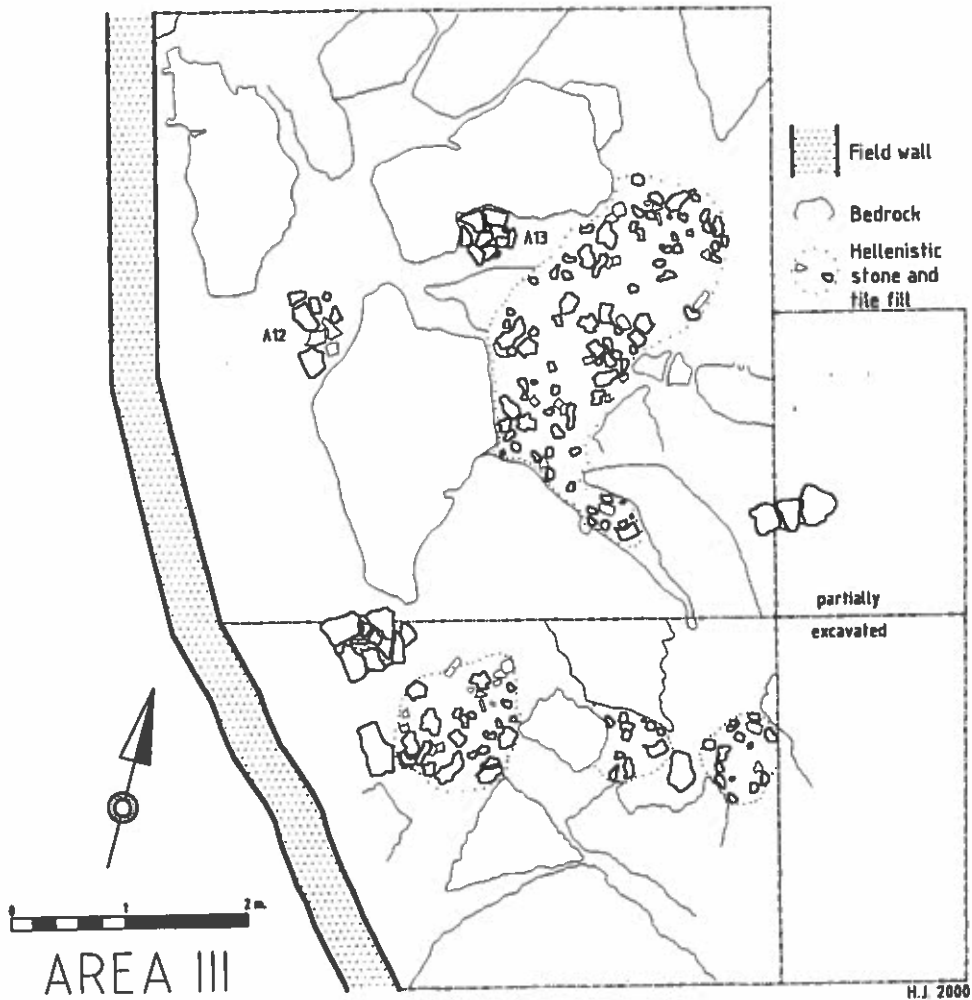 Field wall
Bedrock
Hellenistic
stone and
tile fill
A13
A12
partially
excavated
0 1 2 m.
AREA III
H.J. 2000